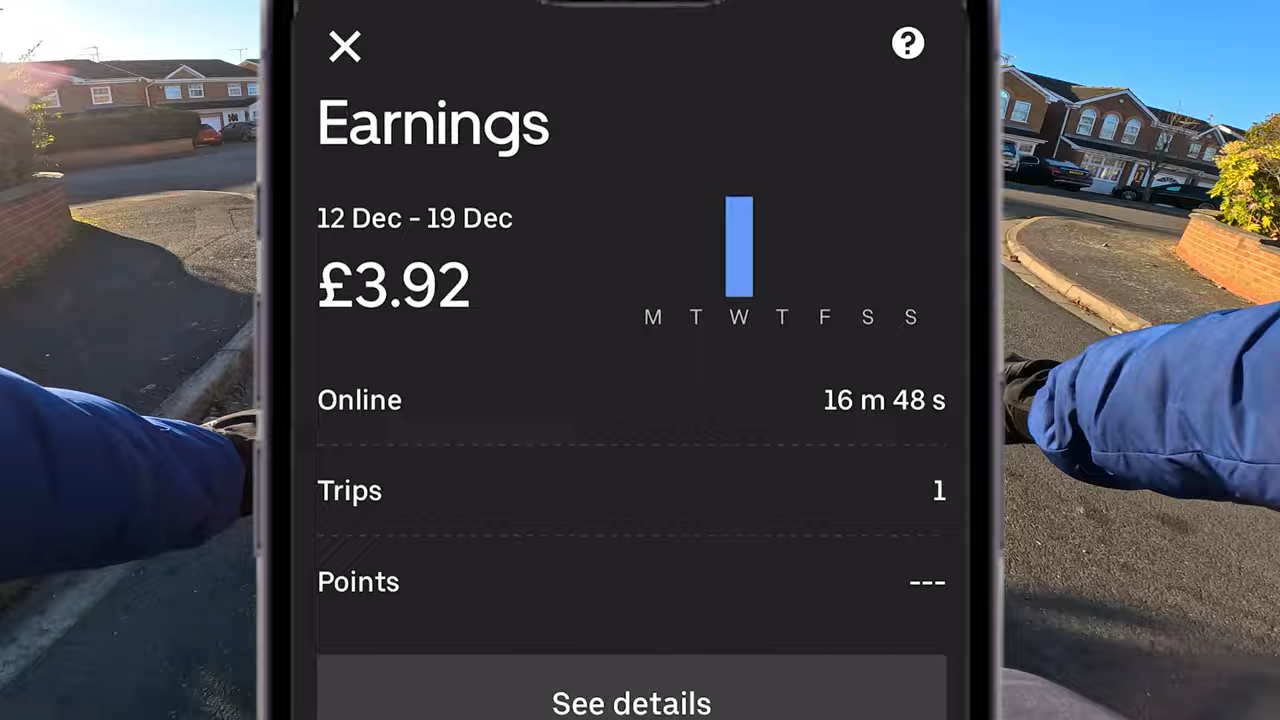 Earnings
12 Dec - 19 Dec
£3.92
M T W T F S S
Online 16 m 48 s
Trips 1
Points ---
See details